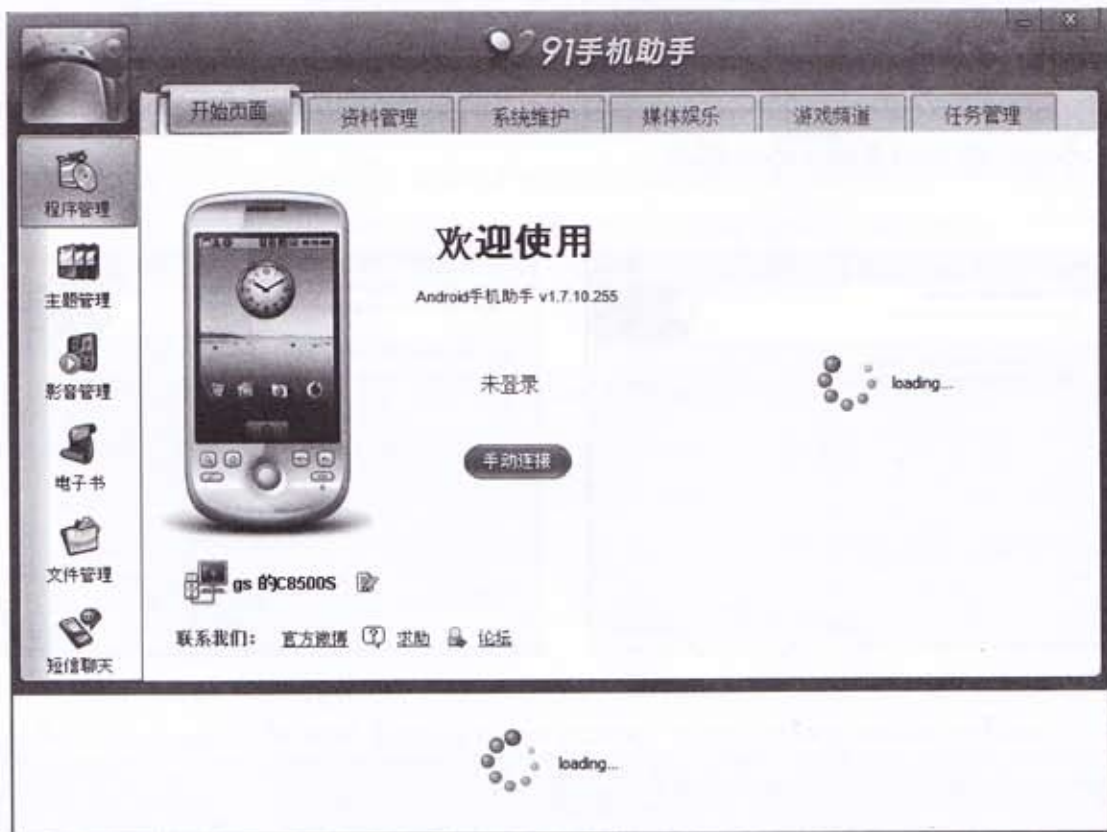 91手机助手
开始页面 资料管理 系统维护 媒体娱乐 游戏频道 任务管理
程序管理
主题管理
影音管理
电子书
文件管理
短信聊天
欢迎使用
Android手机助手 v1.7.10.255
未登录
手动连接
loading...
gs 的C8500S
联系我们： 官方微博 求助 论坛
loading...